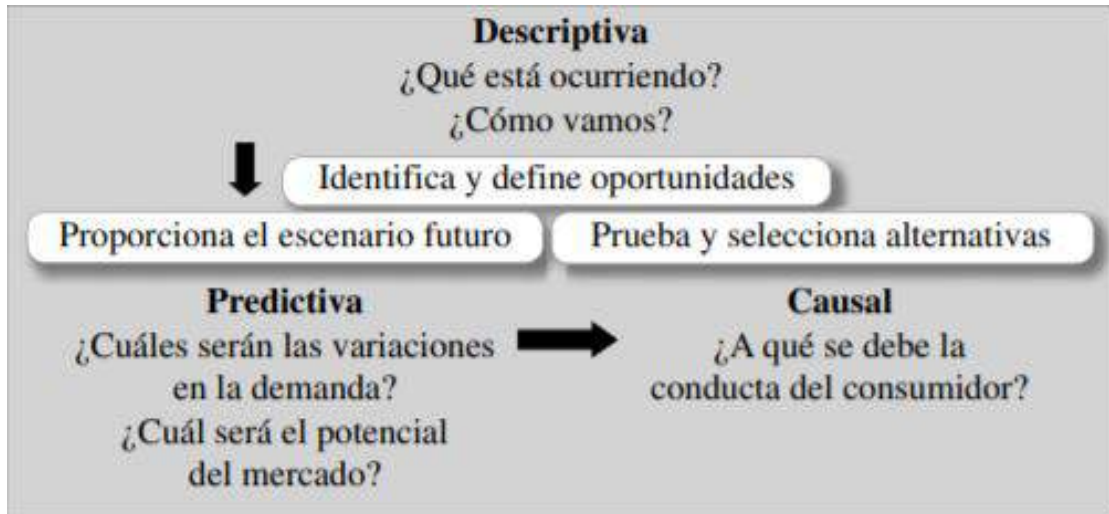 Descriptiva
¿Qué está ocurriendo?
¿Cómo vamos?
Identifica y define oportunidades
Proporciona el escenario futuro
Prueba y selecciona alternativas
Predictiva
¿Cuáles serán las variaciones
en la demanda?
¿Cuál será el potencial
del mercado?
Causal
¿A qué se debe la
conducta del consumidor?